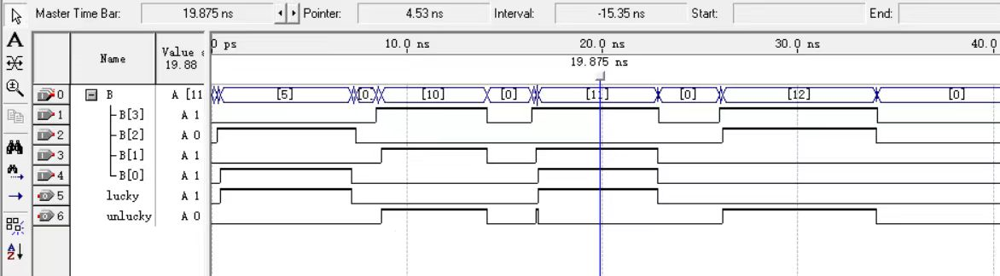 Master Time Bar: 19.875 ns Pointer: 4.53 ns Interval: -15.35 ns Start: End:
A Name Value 19.88 0 ps 10.0 ns 20.0 ns 30.0 ns 40.0
19.875 ns
0 B A [11 [5] [0] [10] [0] [11] [0] [12] [0]
1 B[3] A 1
2 B[2] A 0
3 B[1] A 1
4 B[0] A 1
5 lucky A 1
6 unlucky A 0
A
Z